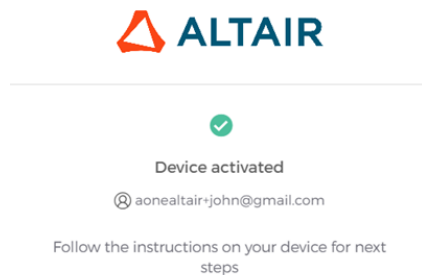 ALTAIR
Device activated
aonealtair+john@gmail.com
Follow the instructions on your device for next
steps